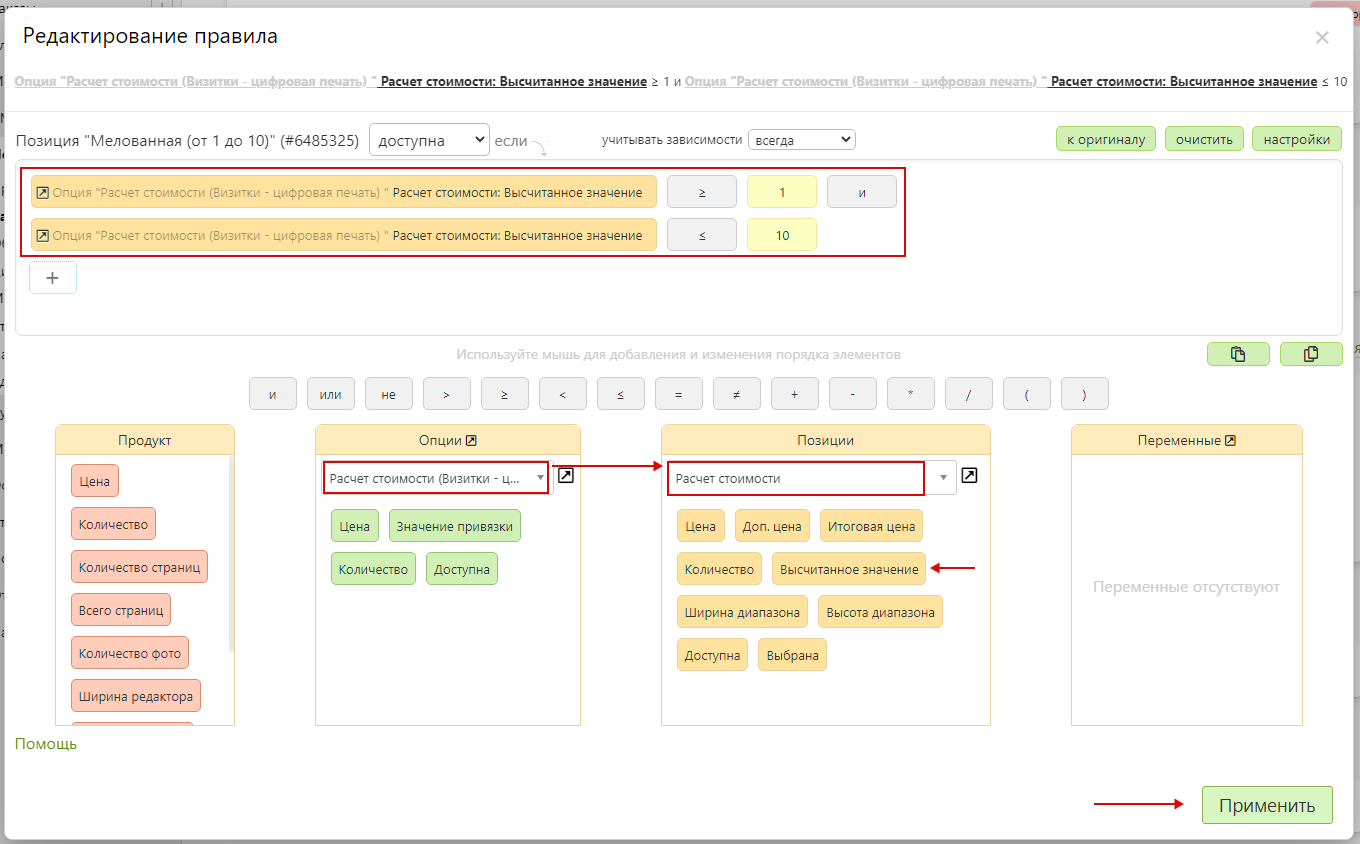 Редактирование правила
Опция "Расчет стоимости (Визитки - цифровая печать) " Расчет стоимости: Высчитанное значение ≥ 1 и Опция "Расчет стоимости (Визитки - цифровая печать) " Расчет стоимости: Высчитанное значение ≤ 10
Позиция "Мелованная (от 1 до 10)" (#6485325) доступна если учитывать зависимости всегда к оригиналу очистить настройки
Опция "Расчет стоимости (Визитки - цифровая печать) " Расчет стоимости: Высчитанное значение ≥ 1 и
Опция "Расчет стоимости (Визитки - цифровая печать) " Расчет стоимости: Высчитанное значение ≤ 10
+
Используйте мышь для добавления и изменения порядка элементов
и или не > ≥ < ≤ = ≠ + - * / ( )
Продукт
Цена
Количество
Количество страниц
Всего страниц
Количество фото
Ширина редактора
Опции
Расчет стоимости (Визитки - ц...
Цена Значение привязки
Количество Доступна
Позиции
Расчет стоимости
Цена Доп. цена Итоговая цена
Количество Высчитанное значение
Ширина диапазона Высота диапазона
Доступна Выбрана
Переменные
Переменные отсутствуют
Помощь
Применить